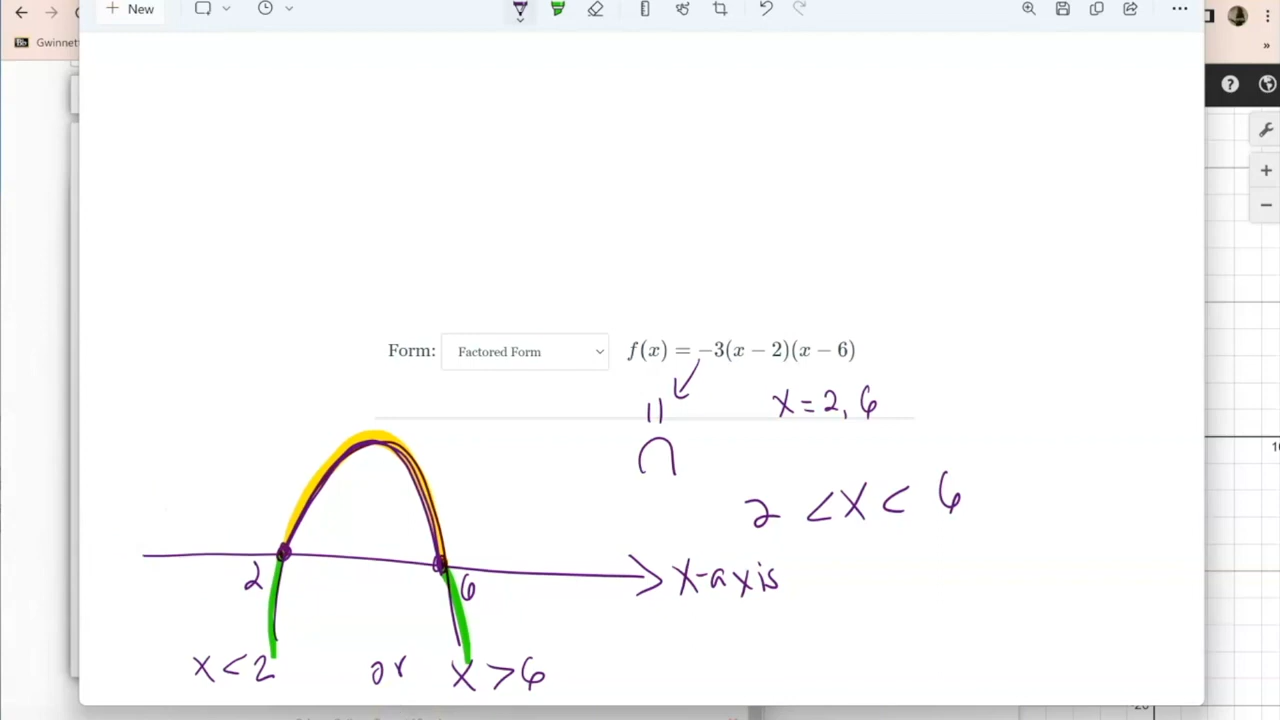 New
Gwinnett
»
Form: Factored Form f(x) = −3(x − 2)(x − 6)
x = 2, 6
2 < x < 6
2
6
x-axis
x < 2 or x > 6